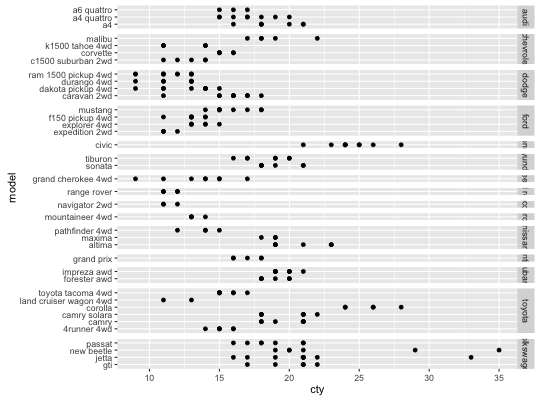 model
a6 quattro
a4 quattro
a4
audi
malibu
k1500 tahoe 4wd
corvette
c1500 suburban 2wd
ram 1500 pickup 4wd
durango 4wd
dakota pickup 4wd
caravan 2wd
dodge
mustang
f150 pickup 4wd
explorer 4wd
expedition 2wd
ford
civic
tiburon
sonata
grand cherokee 4wd
range rover
navigator 2wd
mountaineer 4wd
pathfinder 4wd
maxima
altima
grand prix
impreza awd
forester awd
toyota tacoma 4wd
land cruiser wagon 4wd
corolla
camry solara
camry
4runner 4wd
toyota
passat
new beetle
jetta
gti
10 15 20 25 30 35
cty